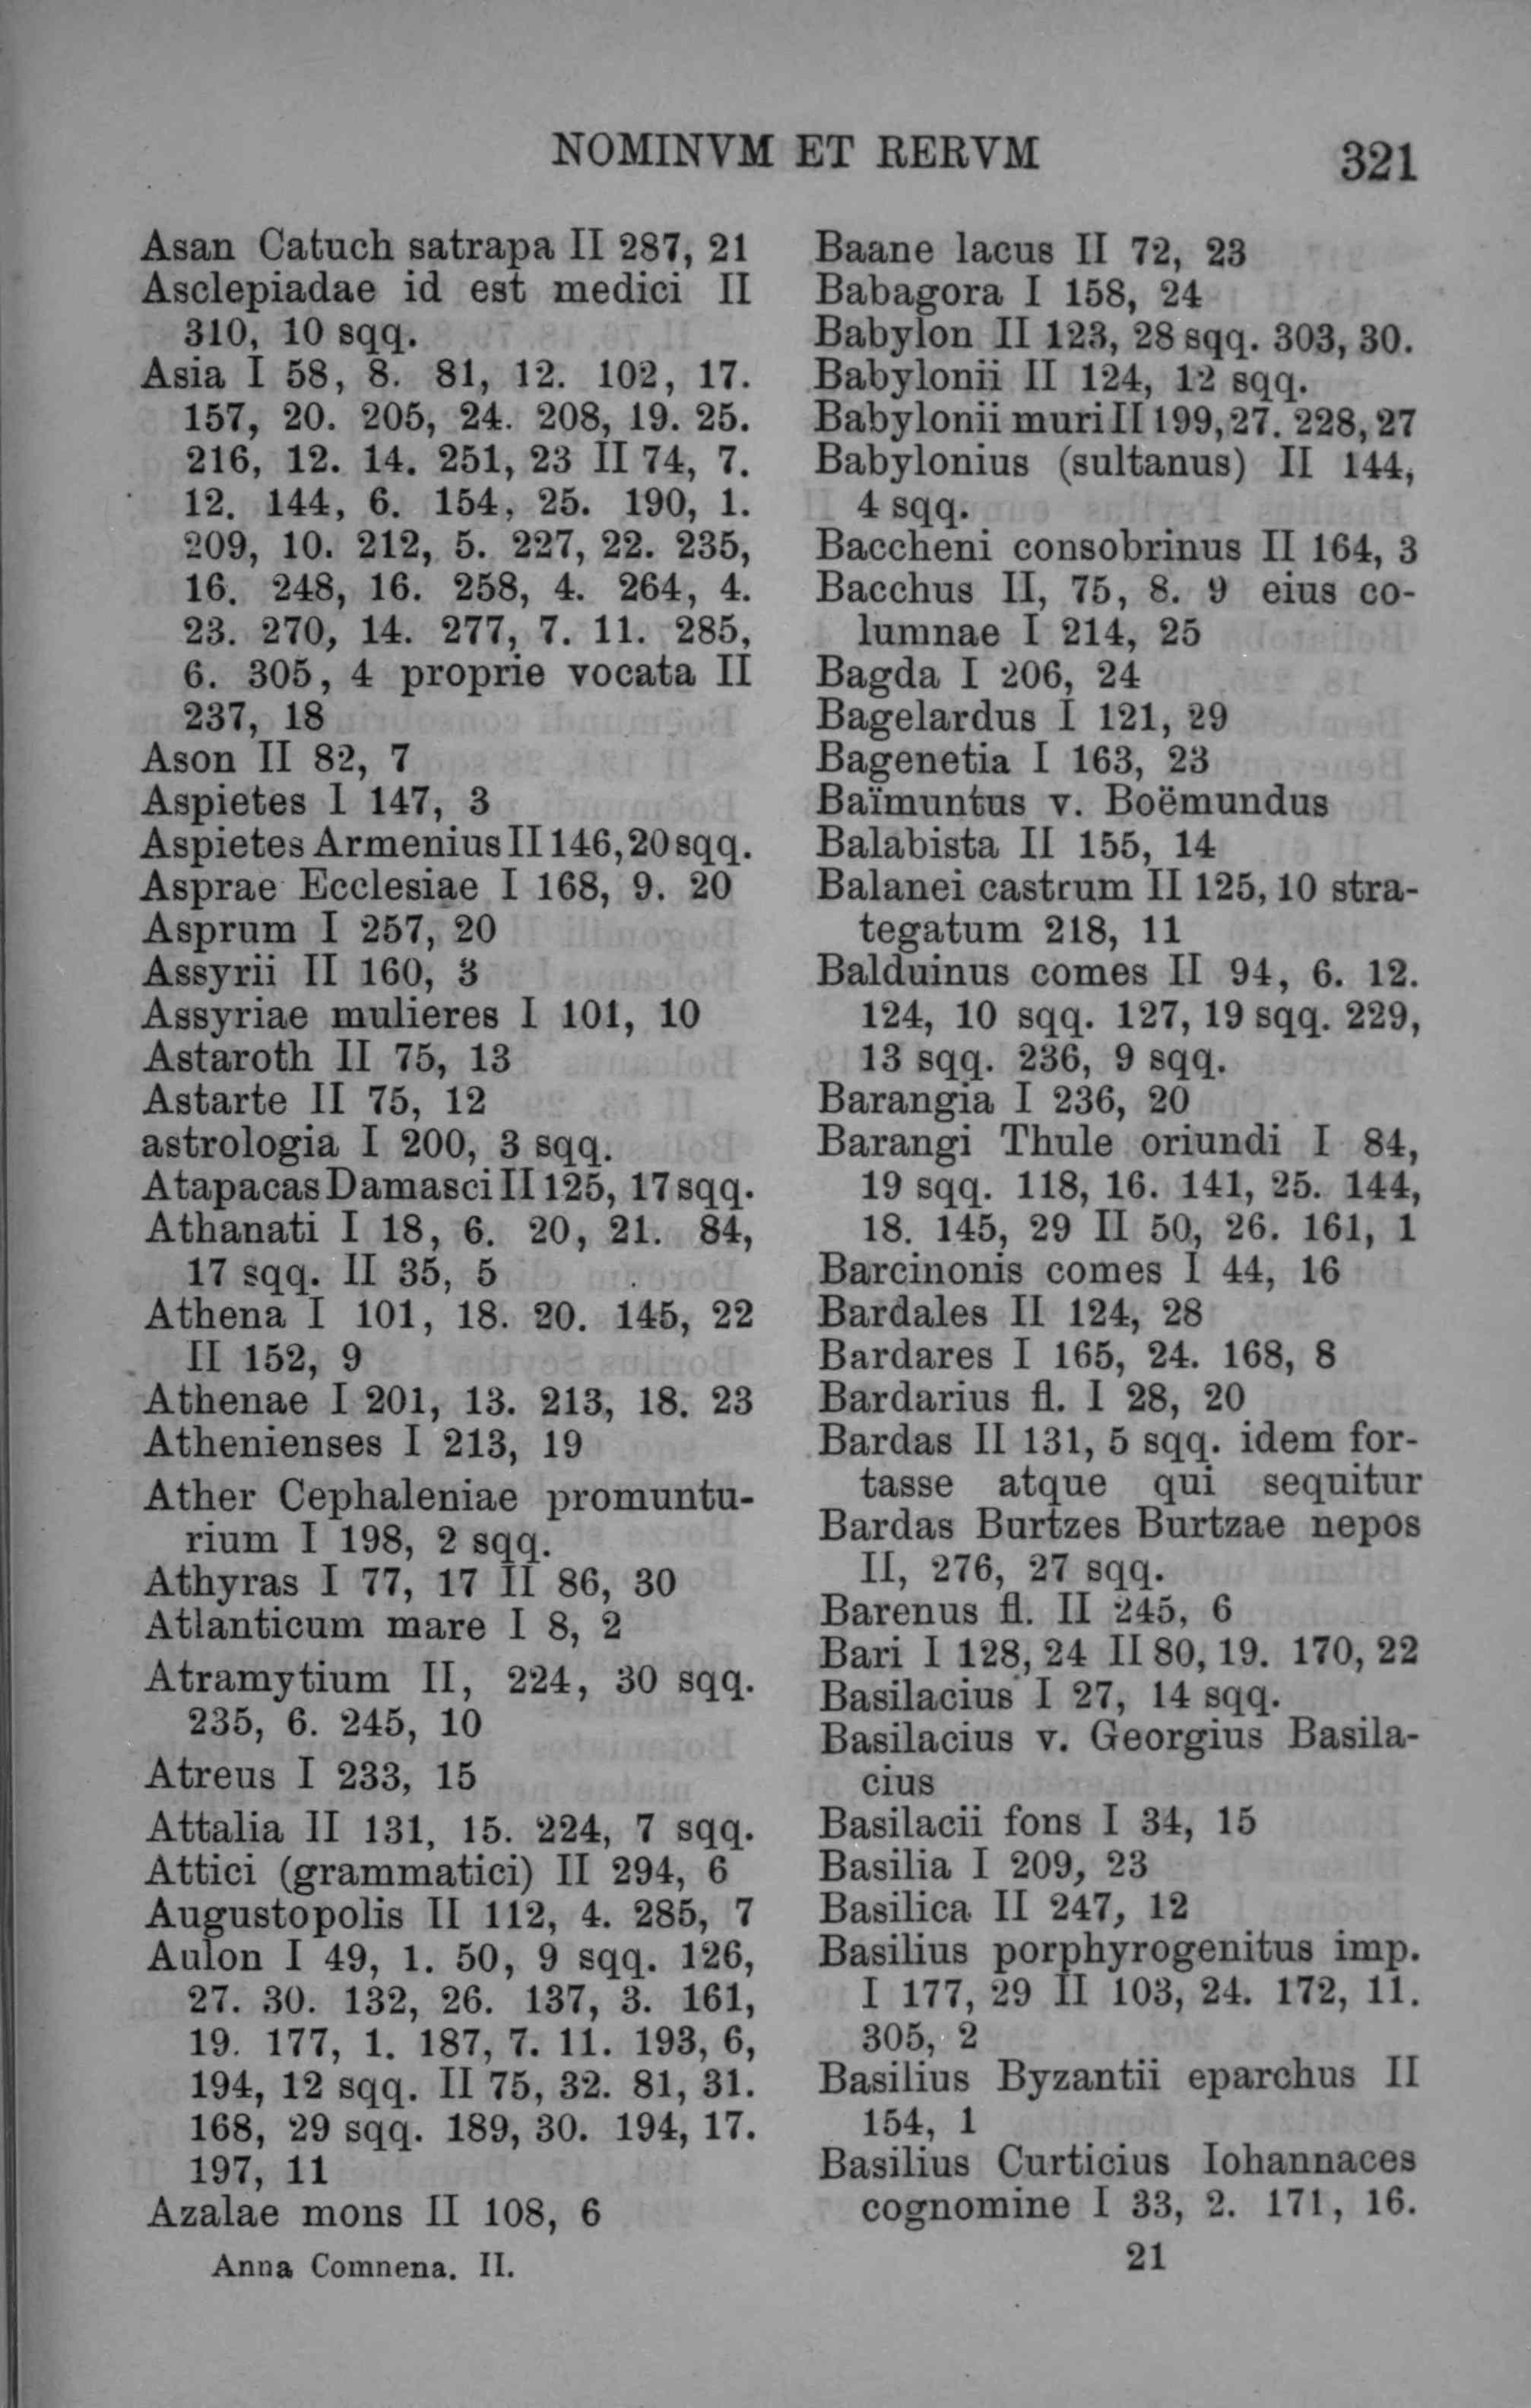 NOMINVM ET RERVM
321
Asan Catuch satrapa II 287, 21
Asclepiadae id est medici II
310, 10 sqq.
Asia I 58, 8. 81, 12. 102, 17.
157, 20. 205, 24. 208, 19. 25.
216, 12. 14. 251, 23 II 74, 7.
12. 144, 6. 154, 25. 190, 1.
209, 10. 212, 5. 227, 22. 235,
16. 248, 16. 258, 4. 264, 4.
23. 270, 14. 277, 7. 11. 285,
6. 305, 4 proprie vocata II
237, 18
Ason II 82, 7
Aspietes I 147, 3
Aspietes Armenius II 146, 20 sqq.
Asprae Ecclesiae I 168, 9. 20
Asprum I 257, 20
Assyrii II 160, 3
Assyriae mulieres I 101, 10
Astaroth II 75, 13
Astarte II 75, 12
astrologia I 200, 3 sqq.
Atapacas Damasci II 125, 17 sqq.
Athanati I 18, 6. 20, 21. 84,
17 sqq. II 35, 5
Athena I 101, 18. 20. 145, 22
II 152, 9
Athenae I 201, 13. 213, 18. 23
Athenienses I 213, 19
Ather Cephaleniae promuntu-
rium I 198, 2 sqq.
Athyras I 77, 17 II 86, 30
Atlanticum mare I 8, 2
Atramytium II, 224, 30 sqq.
235, 6. 245, 10
Atreus I 233, 15
Attalia II 131, 15. 224, 7 sqq.
Attici (grammatici) II 294, 6
Augustopolis II 112, 4. 285, 7
Aulon I 49, 1. 50, 9 sqq. 126,
27. 30. 132, 26. 137, 3. 161,
19. 177, 1. 187, 7. 11. 193, 6,
194, 12 sqq. II 75, 32. 81, 31.
168, 29 sqq. 189, 30. 194, 17.
197, 11
Azalae mons II 108, 6
Anna Comnena. II.
Baane lacus II 72, 23
Babagora I 158, 24
Babylon II 123, 28 sqq. 303, 30.
Babylonii II 124, 12 sqq.
Babylonii muri II 199, 27. 228, 27
Babylonius (sultanus) II 144,
4 sqq.
Baccheni consobrinus II 164, 3
Bacchus II, 75, 8. 9 eius co-
lumnae I 214, 25
Bagda I 206, 24
Bagelardus I 121, 29
Bagenetia I 163, 23
Baïmuntus v. Boëmundus
Balabista II 155, 14
Balanei castrum II 125, 10 stra-
tegatum 218, 11
Balduinus comes II 94, 6. 12.
124, 10 sqq. 127, 19 sqq. 229,
13 sqq. 236, 9 sqq.
Barangia I 236, 20
Barangi Thule oriundi I 84,
19 sqq. 118, 16. 141, 25. 144,
18. 145, 29 II 50, 26. 161, 1
Barcinonis comes I 44, 16
Bardales II 124, 28
Bardares I 165, 24. 168, 8
Bardarius fl. I 28, 20
Bardas II 131, 5 sqq. idem for-
tasse atque qui sequitur
Bardas Burtzes Burtzae nepos
II, 276, 27 sqq.
Barenus fl. II 245, 6
Bari I 128, 24 II 80, 19. 170, 22
Basilacius I 27, 14 sqq.
Basilacius v. Georgius Basila-
cius
Basilacii fons I 34, 15
Basilia I 209, 23
Basilica II 247, 12
Basilius porphyrogenitus imp.
I 177, 29 II 103, 24. 172, 11.
305, 2
Basilius Byzantii eparchus II
154, 1
Basilius Curticius Iohannaces
cognomine I 33, 2. 171, 16.
21